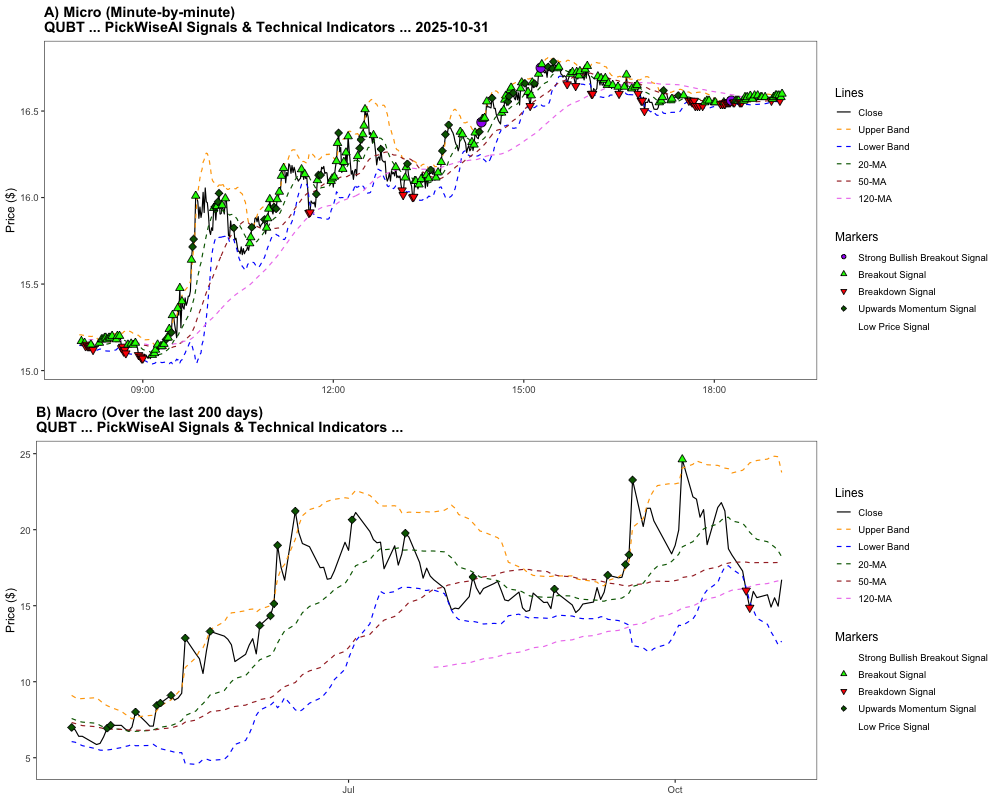 A) Micro (Minute-by-minute)
QUBT ... PickWiseAI Signals & Technical Indicators ... 2025-10-31
Price ($)
16.5
16.0
15.5
15.0
09:00
12:00
15:00
18:00
Lines
Close
Upper Band
Lower Band
20-MA
50-MA
120-MA
Markers
Strong Bullish Breakout Signal
Breakout Signal
Breakdown Signal
Upwards Momentum Signal
Low Price Signal
B) Macro (Over the last 200 days)
QUBT ... PickWiseAI Signals & Technical Indicators ...
Price ($)
25
20
15
10
5
Jul
Oct
Lines
Close
Upper Band
Lower Band
20-MA
50-MA
120-MA
Markers
Strong Bullish Breakout Signal
Breakout Signal
Breakdown Signal
Upwards Momentum Signal
Low Price Signal